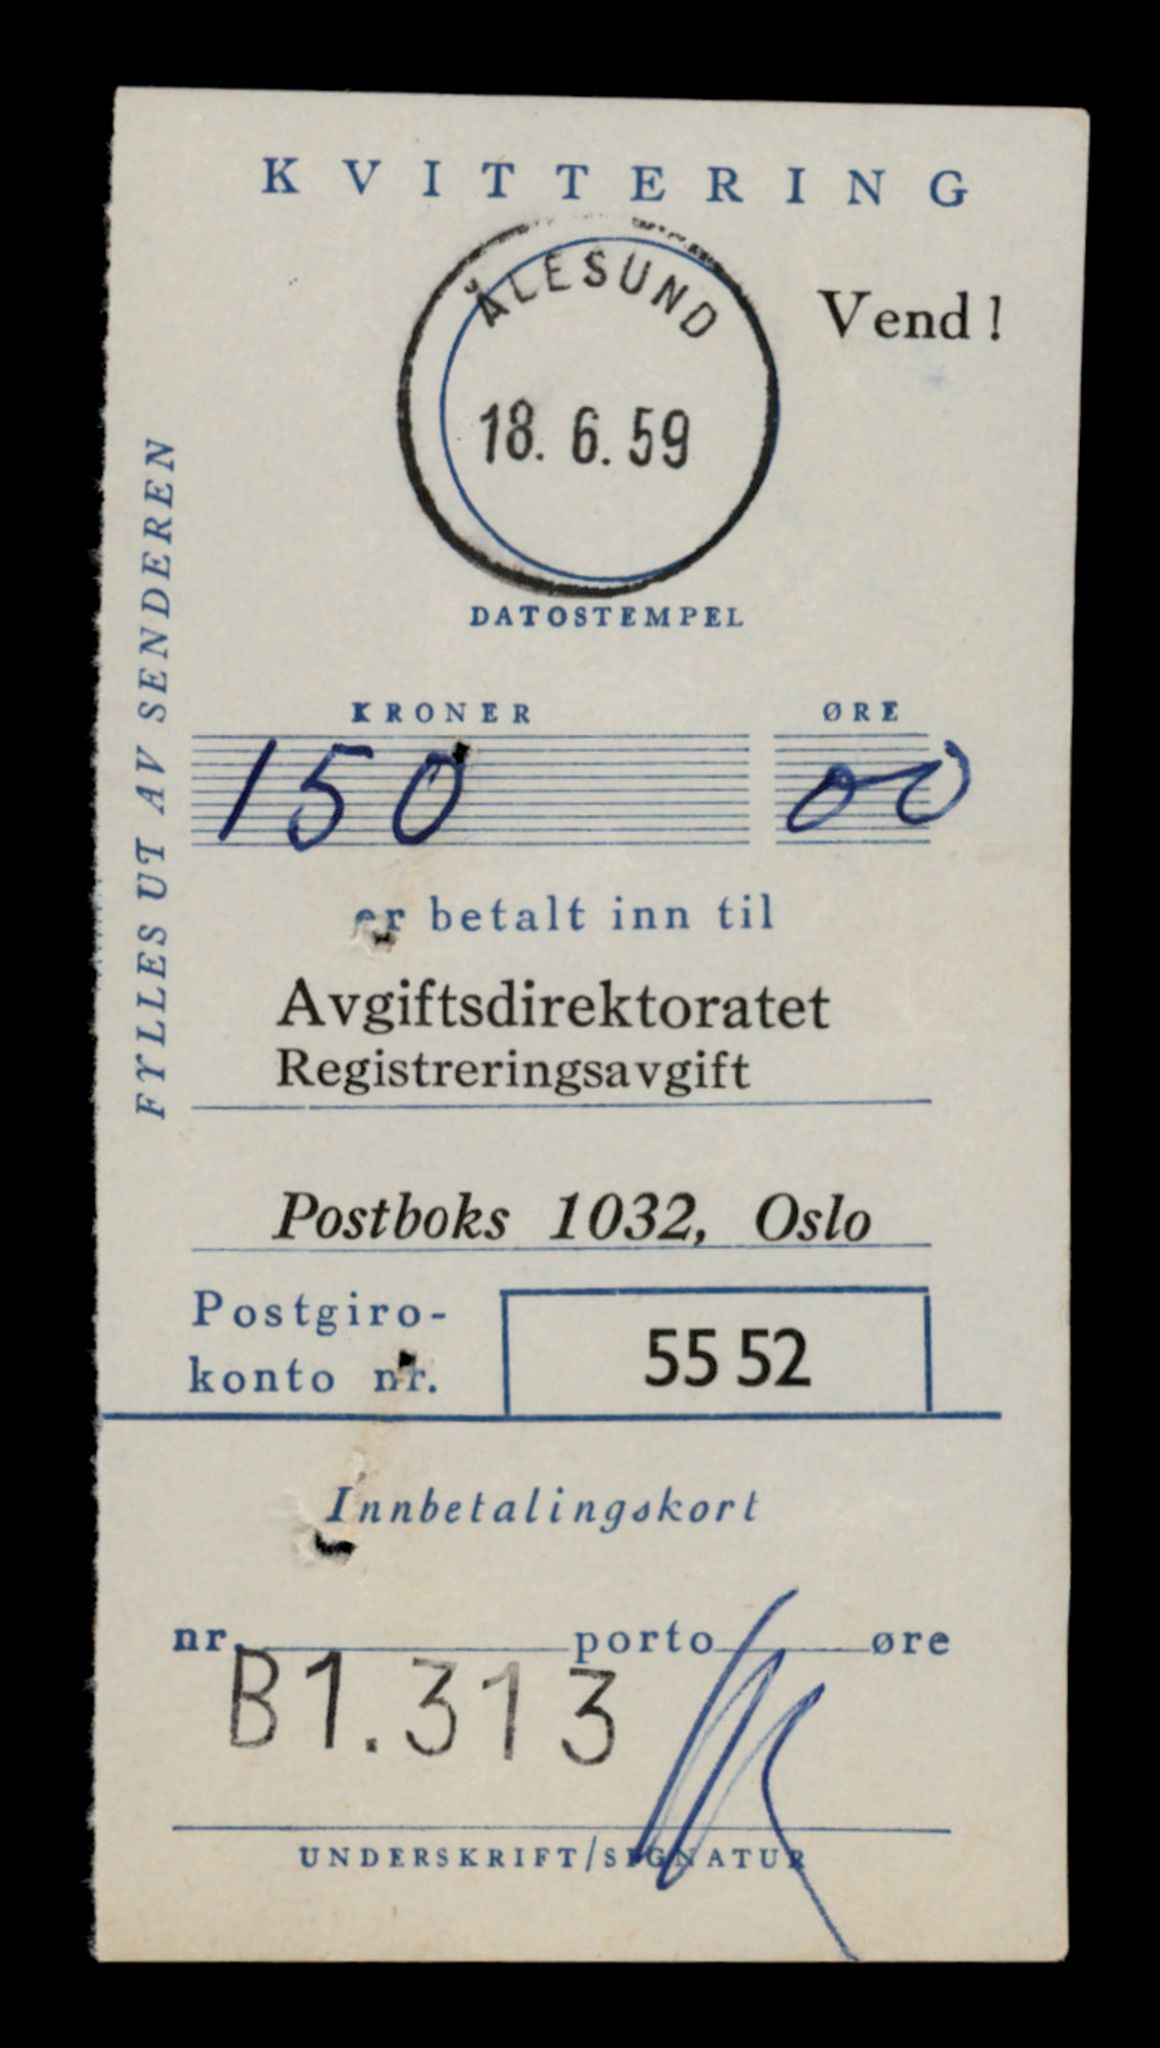 KVITTERING
ÅLESUND
Vend !
18. 6. 59
DATOSTEMPEL
FYLLES UT AV SENDEREN
KRONER ØRE
150 00
er betalt inn til
Avgiftsdirektoratet
Registreringsavgift
Postboks 1032, Oslo
Postgiro-
konto nr. 55 52
Innbetalingskort
nr. porto øre
B1.313
UNDERSKRIFT/SIGNATUR